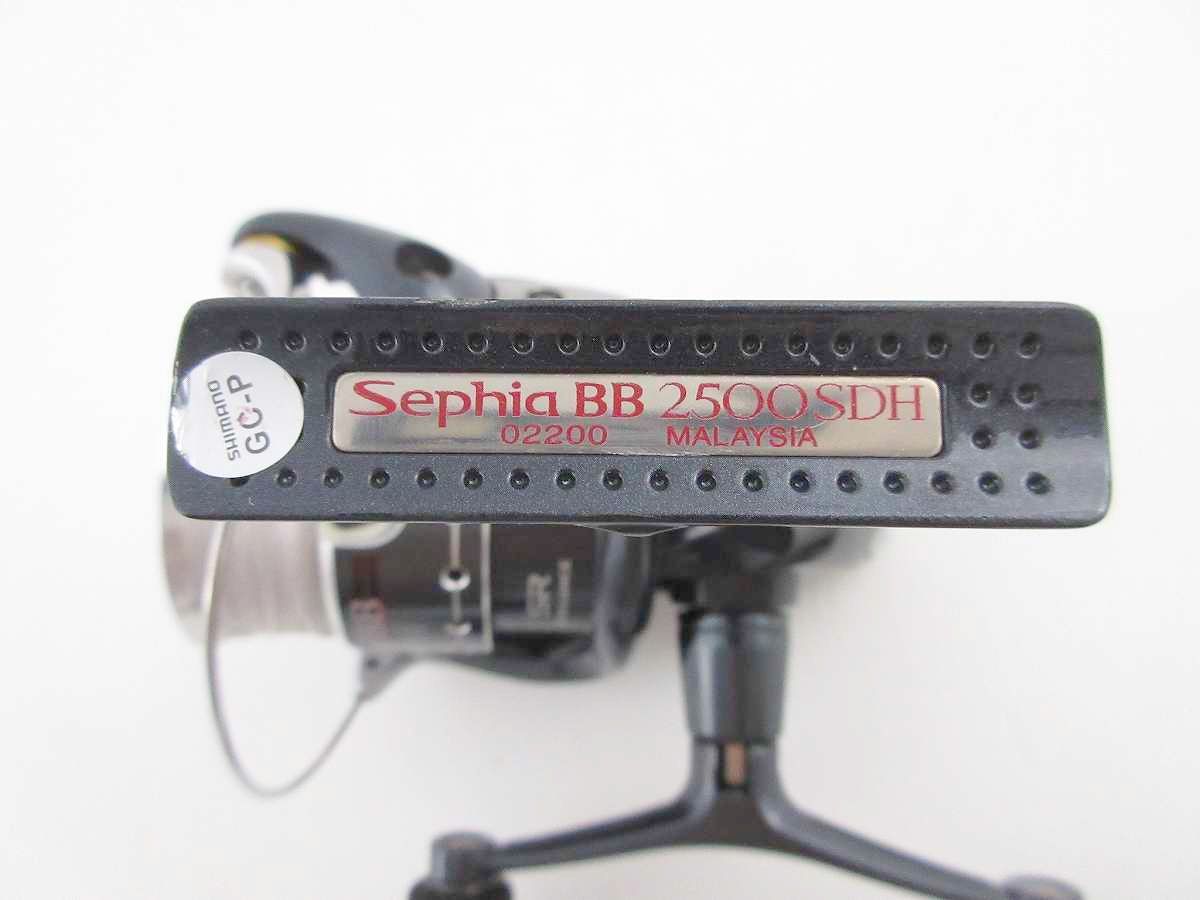 Sephia BB 2500SDH
02200 MALAYSIA
SHIMANO
GC-P